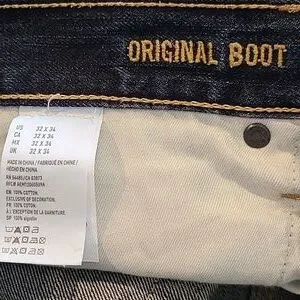 ORIGINAL BOOT
US 32 X 34
CA 32 X 34
MX 32 X 34
UK 32 X 34
MADE IN CHINA / FABRIQUÉ EN CHINE /
HECHO EN CHINA
EN: 100% COTTON.
EXCLUSIVE OF DECORATION.
FR: 100% COTON.
À L'EXCEPTION DE LA GARNITURE.
SP: 100% algodón